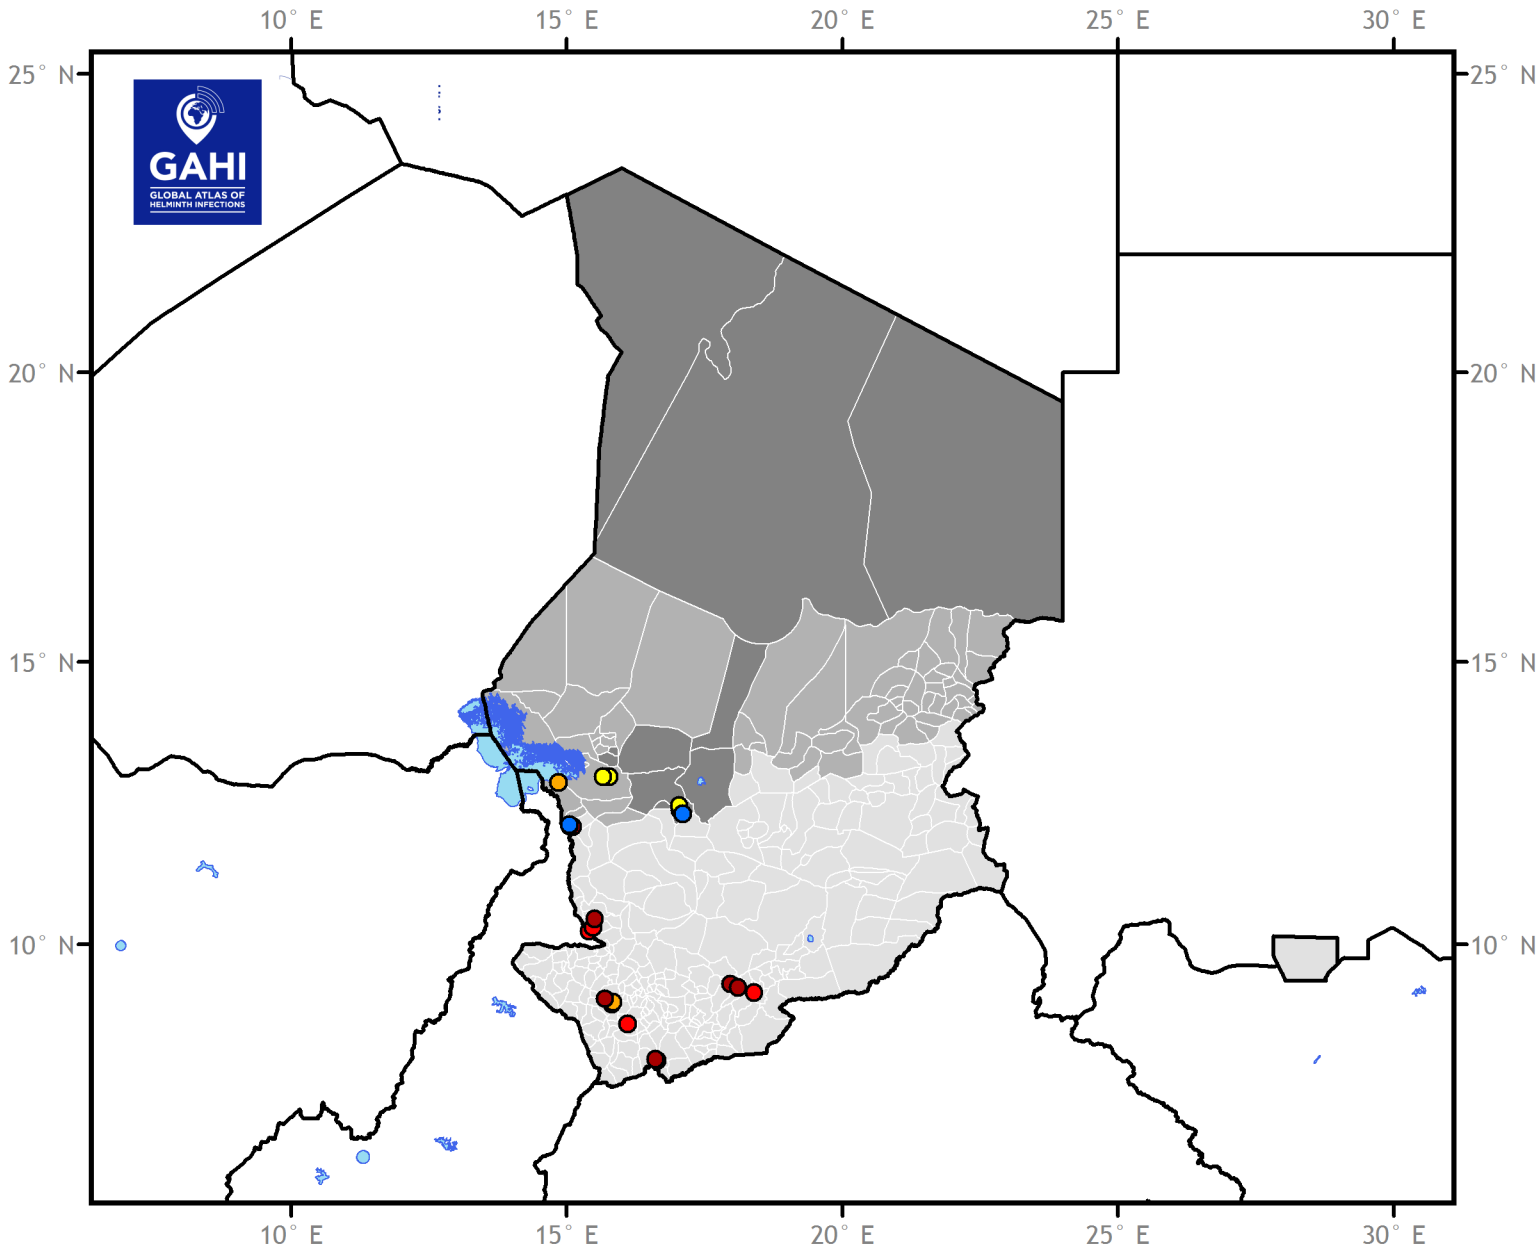 10° E 15° E 20° E 25° E 30° E
25° N 25° N
GAHI
GLOBAL ATLAS OF
HELMINTH INFECTIONS
20° N 20° N
15° N 15° N
10° N 10° N
10° E 15° E 20° E 25° E 30° E